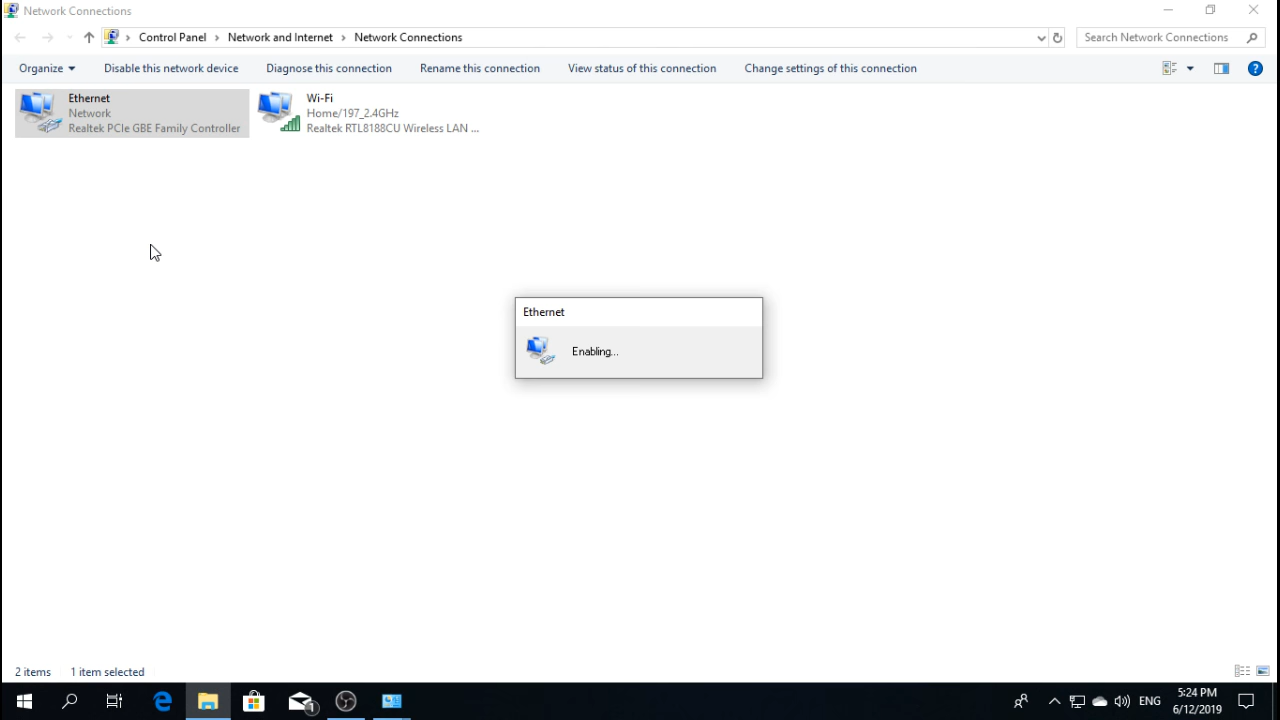 Network Connections
Control Panel > Network and Internet > Network Connections
Search Network Connections
Organize
Disable this network device
Diagnose this connection
Rename this connection
View status of this connection
Change settings of this connection
?
Ethernet
Network
Realtek PCIe GBE Family Controller
Wi-Fi
Home/197_2.4GHz
Realtek RTL8188CU Wireless LAN ...
Ethernet
Enabling...
2 items
1 item selected
1
ENG
5:24 PM
6/12/2019